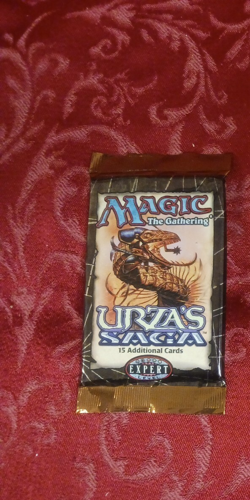 MAGIC
The Gathering®
URZA'S
SAGA
15 Additional Cards
EXPERT